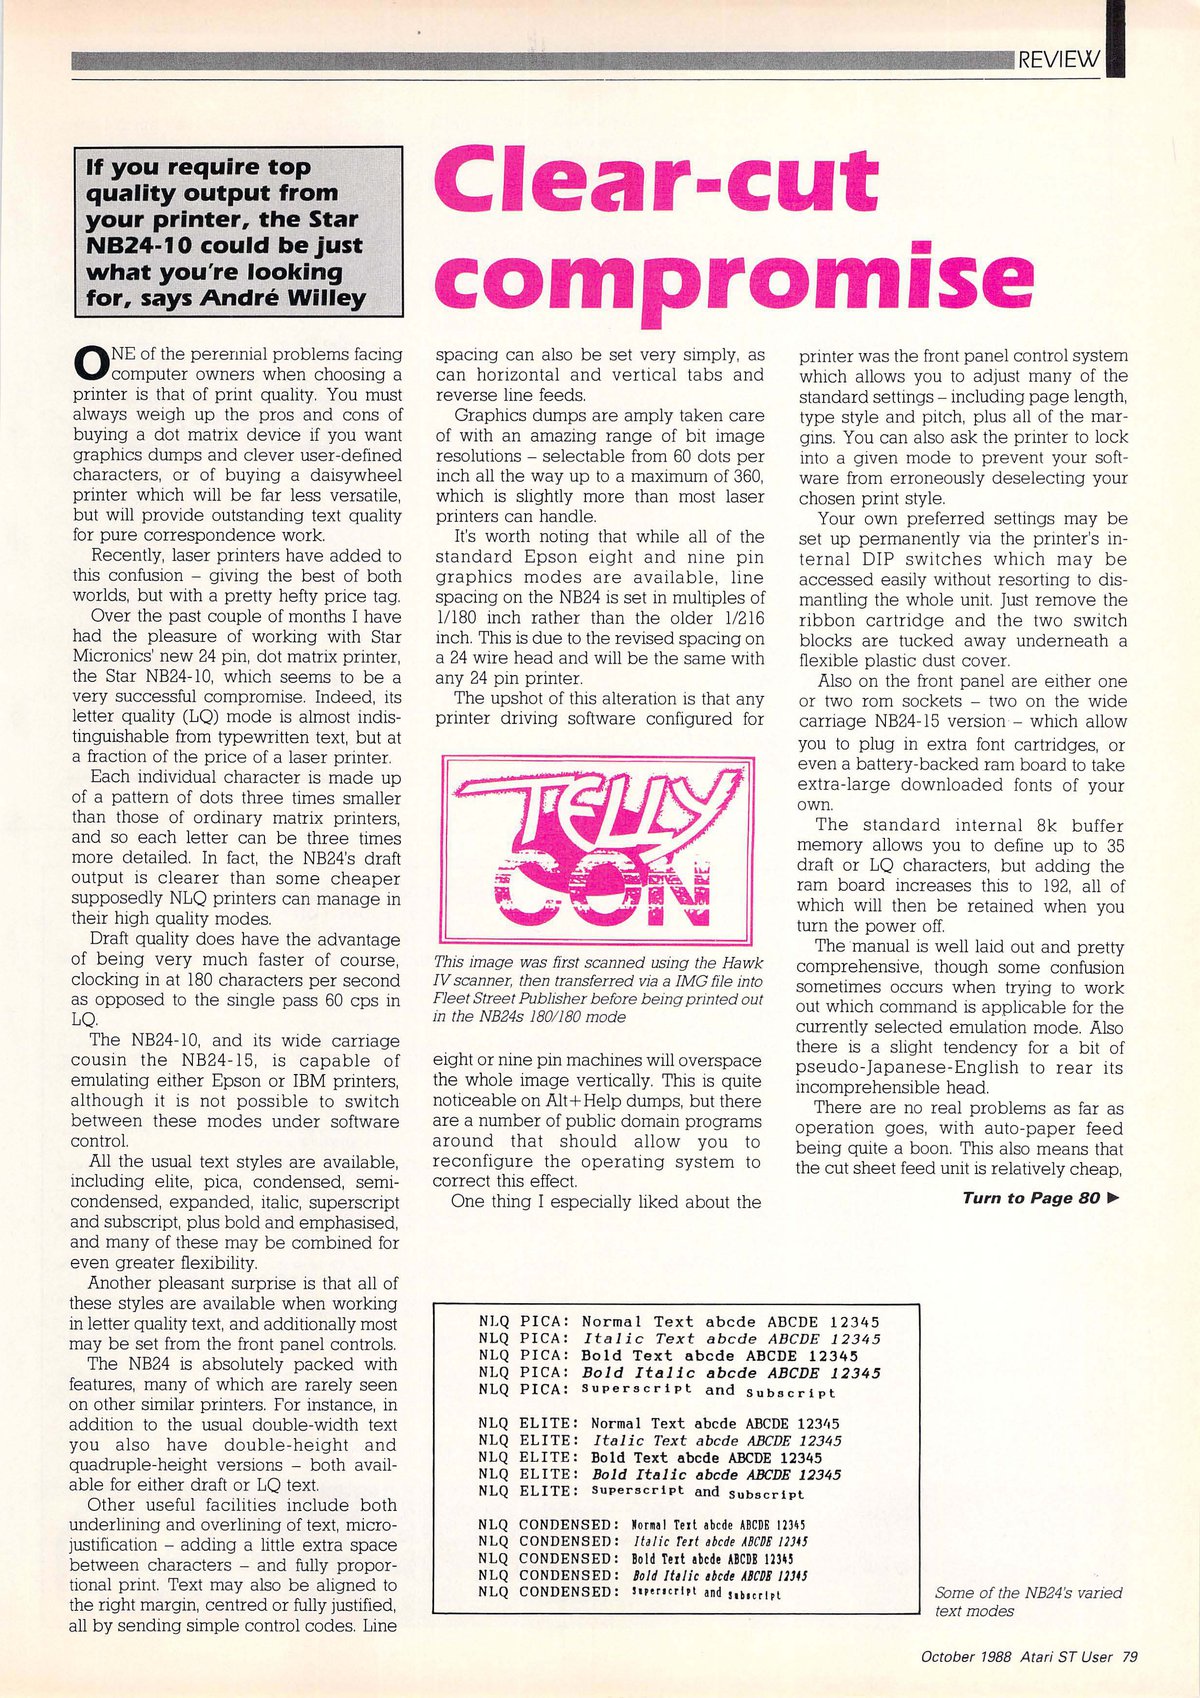 REVIEW
If you require top
quality output from
your printer, the Star
NB24-10 could be just
what you're looking
for, says André Willey
Clear-cut
compromise
ONE of the perennial problems facing
computer owners when choosing a
printer is that of print quality. You must
always weigh up the pros and cons of
buying a dot matrix device if you want
graphics dumps and clever user-defined
characters, or of buying a daisywheel
printer which will be far less versatile,
but will provide outstanding text quality
for pure correspondence work.
Recently, laser printers have added to
this confusion – giving the best of both
worlds, but with a pretty hefty price tag.
Over the past couple of months I have
had the pleasure of working with Star
Micronics' new 24 pin, dot matrix printer,
the Star NB24-10, which seems to be a
very successful compromise. Indeed, its
letter quality (LQ) mode is almost indis-
tinguishable from typewritten text, but at
a fraction of the price of a laser printer.
Each individual character is made up
of a pattern of dots three times smaller
than those of ordinary matrix printers,
and so each letter can be three times
more detailed. In fact, the NB24's draft
output is clearer than some cheaper
supposedly NLQ printers can manage in
their high quality modes.
Draft quality does have the advantage
of being very much faster of course,
clocking in at 180 characters per second
as opposed to the single pass 60 cps in
LQ.
The NB24-10, and its wide carriage
cousin the NB24-15, is capable of
emulating either Epson or IBM printers,
although it is not possible to switch
between these modes under software
control.
All the usual text styles are available,
including elite, pica, condensed, semi-
condensed, expanded, italic, superscript
and subscript, plus bold and emphasised,
and many of these may be combined for
even greater flexibility.
Another pleasant surprise is that all of
these styles are available when working
in letter quality text, and additionally most
may be set from the front panel controls.
The NB24 is absolutely packed with
features, many of which are rarely seen
on other similar printers. For instance, in
addition to the usual double-width text
you also have double-height and
quadruple-height versions – both avail-
able for either draft or LQ text.
Other useful facilities include both
underlining and overlining of text, micro-
justification – adding a little extra space
between characters – and fully propor-
tional print. Text may also be aligned to
the right margin, centred or fully justified,
all by sending simple control codes. Line
spacing can also be set very simply, as
can horizontal and vertical tabs and
reverse line feeds.
Graphics dumps are amply taken care
of with an amazing range of bit image
resolutions – selectable from 60 dots per
inch all the way up to a maximum of 360,
which is slightly more than most laser
printers can handle.
It's worth noting that while all of the
standard Epson eight and nine pin
graphics modes are available, line
spacing on the NB24 is set in multiples of
1/180 inch rather than the older 1/216
inch. This is due to the revised spacing on
a 24 wire head and will be the same with
any 24 pin printer.
The upshot of this alteration is that any
printer driving software configured for
TELLY
CON
This image was first scanned using the Hawk
IV scanner, then transferred via a IMG file into
Fleet Street Publisher before being printed out
in the NB24s 180/180 mode
eight or nine pin machines will overspace
the whole image vertically. This is quite
noticeable on Alt+Help dumps, but there
are a number of public domain programs
around that should allow you to
reconfigure the operating system to
correct this effect.
One thing I especially liked about the
printer was the front panel control system
which allows you to adjust many of the
standard settings – including page length,
type style and pitch, plus all of the mar-
gins. You can also ask the printer to lock
into a given mode to prevent your soft-
ware from erroneously deselecting your
chosen print style.
Your own preferred settings may be
set up permanently via the printer's in-
ternal DIP switches which may be
accessed easily without resorting to dis-
mantling the whole unit. Just remove the
ribbon cartridge and the two switch
blocks are tucked away underneath a
flexible plastic dust cover.
Also on the front panel are either one
or two rom sockets – two on the wide
carriage NB24-15 version – which allow
you to plug in extra font cartridges, or
even a battery-backed ram board to take
extra-large downloaded fonts of your
own.
The standard internal 8k buffer
memory allows you to define up to 35
draft or LQ characters, but adding the
ram board increases this to 192, all of
which will then be retained when you
turn the power off.
The manual is well laid out and pretty
comprehensive, though some confusion
sometimes occurs when trying to work
out which command is applicable for the
currently selected emulation mode. Also
there is a slight tendency for a bit of
pseudo-Japanese-English to rear its
incomprehensible head.
There are no real problems as far as
operation goes, with auto-paper feed
being quite a boon. This also means that
the cut sheet feed unit is relatively cheap,
Turn to Page 80 ►
NLQ PICA: Normal Text abcde ABCDE 12345
NLQ PICA: Italic Text abcde ABCDE 12345
NLQ PICA: Bold Text abcde ABCDE 12345
NLQ PICA: Bold Italic abcde ABCDE 12345
NLQ PICA: Superscript and Subscript
NLQ ELITE: Normal Text abcde ABCDE 12345
NLQ ELITE: Italic Text abcde ABCDE 12345
NLQ ELITE: Bold Text abcde ABCDE 12345
NLQ ELITE: Bold Italic abcde ABCDE 12345
NLQ ELITE: Superscript and Subscript
NLQ CONDENSED: Normal Text abcde ABCDE 12345
NLQ CONDENSED: Italic Text abcde ABCDE 12345
NLQ CONDENSED: Bold Text abcde ABCDE 12345
NLQ CONDENSED: Bold Italic abcde ABCDE 12345
NLQ CONDENSED: Superscript and Subscript
Some of the NB24's varied
text modes
October 1988 Atari ST User 79